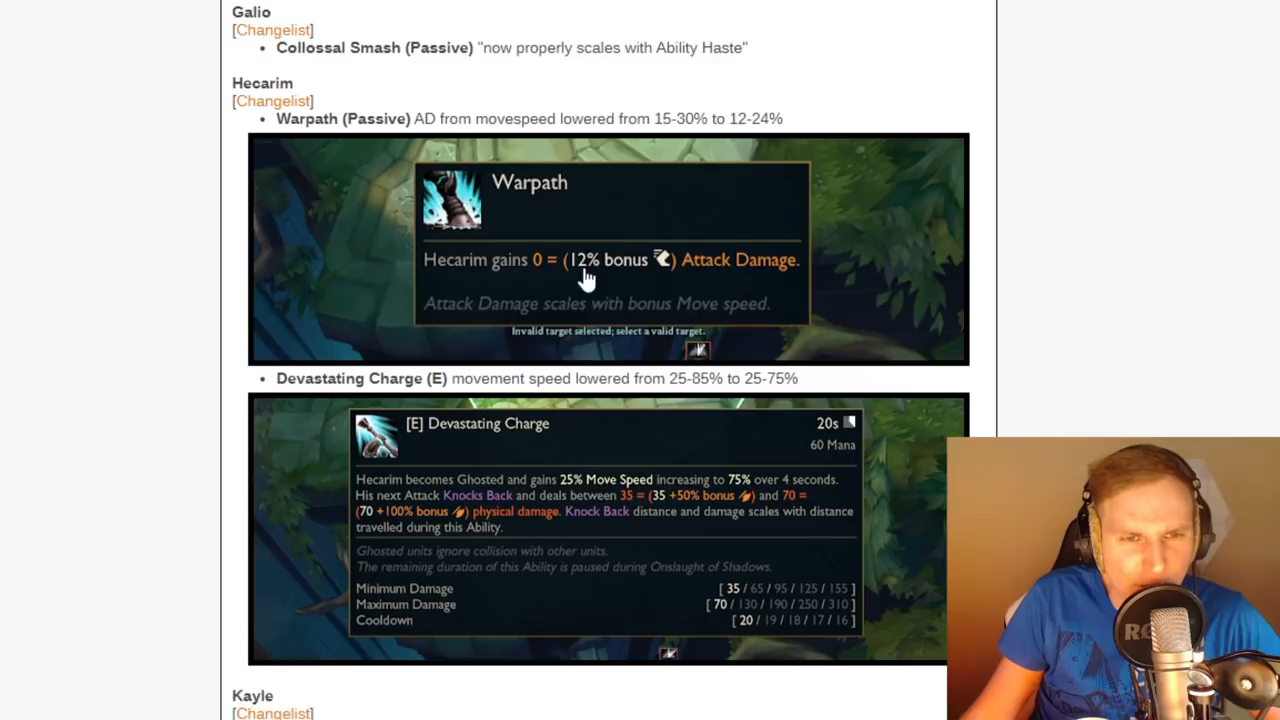 Galio
[Changelist]
• Collossal Smash (Passive) "now properly scales with Ability Haste"
Hecarim
[Changelist]
• Warpath (Passive) AD from movespeed lowered from 15-30% to 12-24%
Warpath
Hecarim gains 0 = (12% bonus ) Attack Damage.
Attack Damage scales with bonus Move speed.
Invalid target selected; select a valid target.
• Devastating Charge (E) movement speed lowered from 25-85% to 25-75%
[E] Devastating Charge 20s
60 Mana
Hecarim becomes Ghosted and gains 25% Move Speed increasing to 75% over 4 seconds.
His next Attack Knocks Back and deals between 35 = (35 +50% bonus ) and 70 =
(70 +100% bonus ) physical damage. Knock Back distance and damage scales with distance
travelled during this Ability.
Ghosted units ignore collision with other units.
The remaining duration of this Ability is paused during Onslaught of Shadows.
Minimum Damage [ 35 / 65 / 95 / 125 / 155 ]
Maximum Damage [ 70 / 130 / 190 / 250 / 310 ]
Cooldown [ 20 / 19 / 18 / 17 / 16 ]
Kayle
[Changelist]